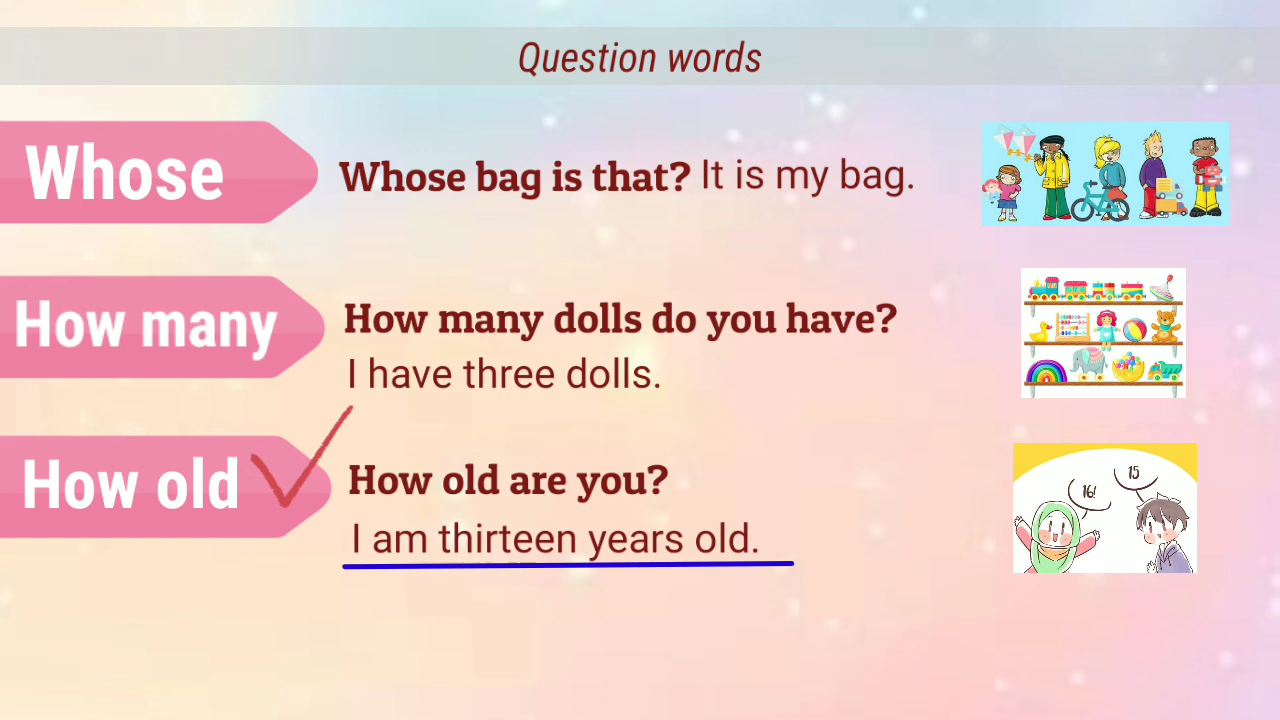 Question words
Whose
Whose bag is that? It is my bag.
How many
How many dolls do you have?
I have three dolls.
How old
How old are you?
I am thirteen years old.
16!
15